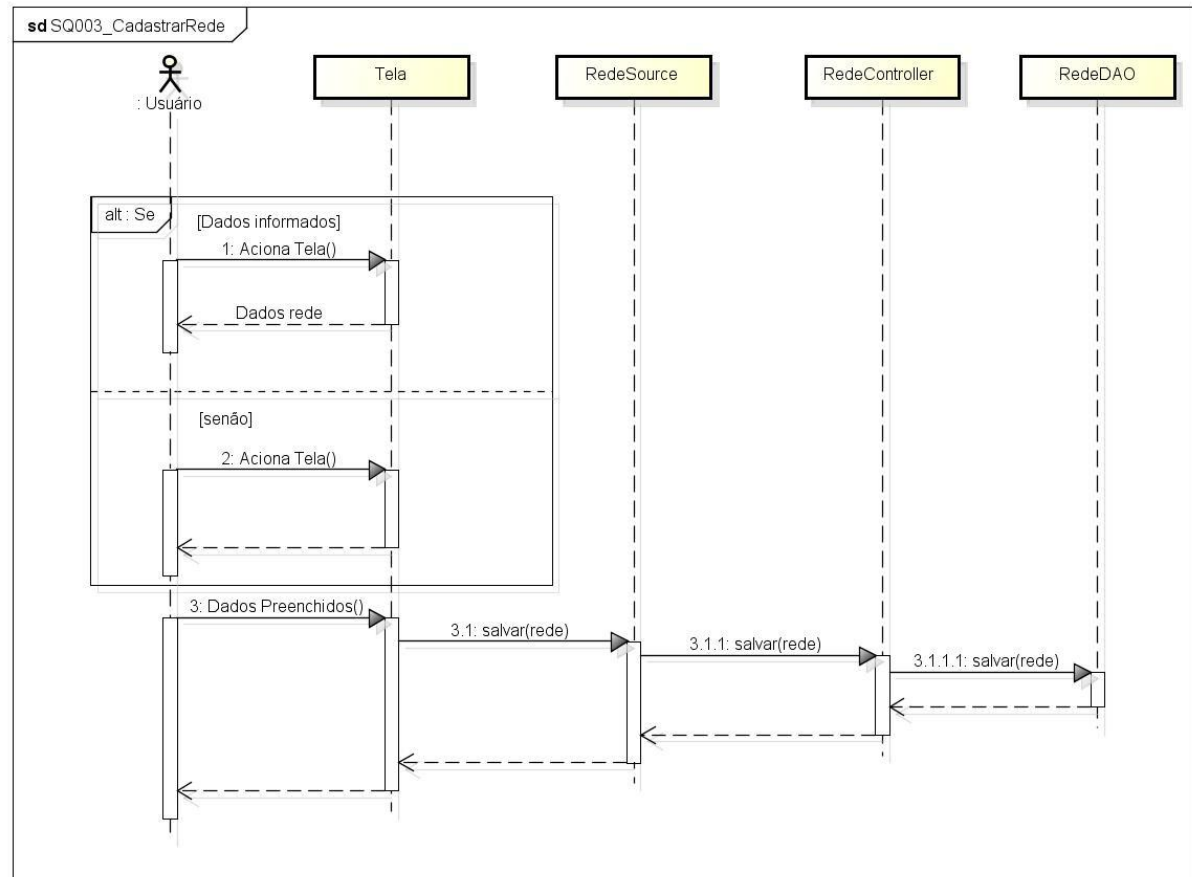 sd SQ003_CadastrarRede
: Usuário
Tela
RedeSource
RedeController
RedeDAO
alt : Se
[Dados informados]
1: Aciona Tela()
Dados rede
[senão]
2: Aciona Tela()
3: Dados Preenchidos()
3.1: salvar(rede)
3.1.1: salvar(rede)
3.1.1.1: salvar(rede)